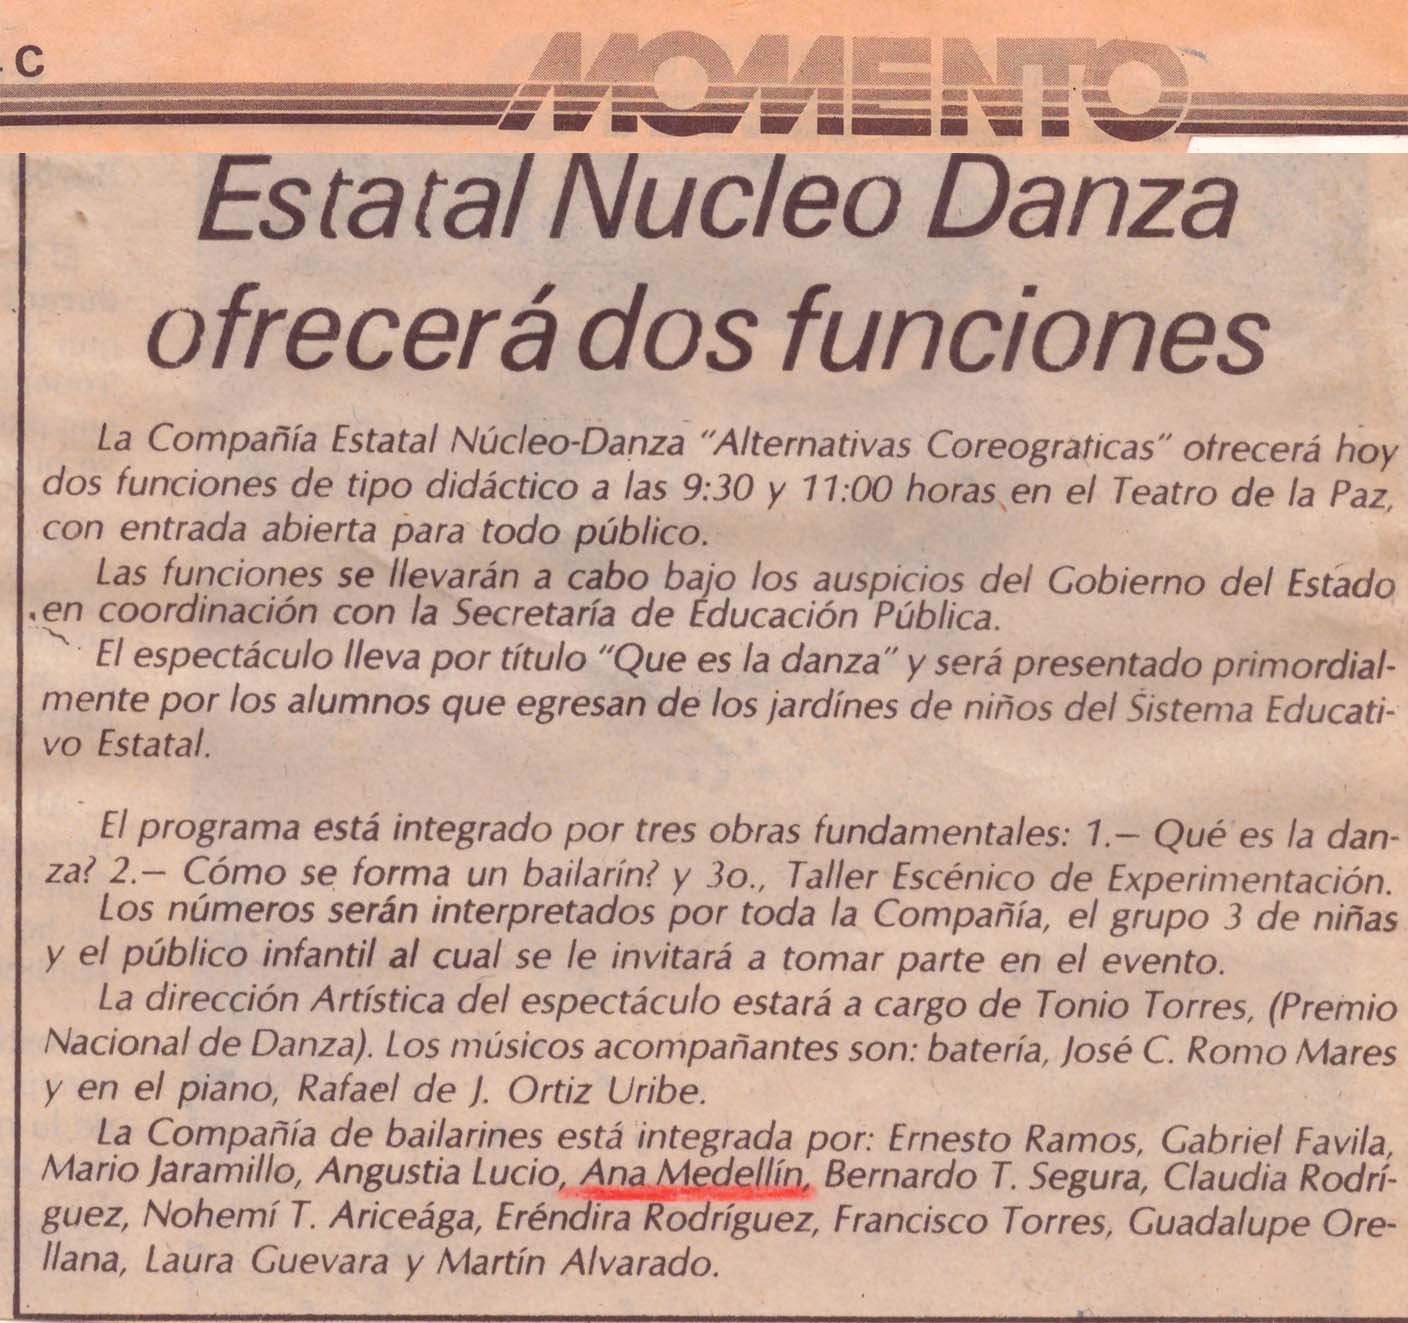 C
MOMENTO
Estatal Nucleo Danza
ofrecerá dos funciones
La Compañía Estatal Núcleo-Danza “Alternativas Coreograficas” ofrecerá hoy
dos funciones de tipo didáctico a las 9:30 y 11:00 horas en el Teatro de la Paz,
con entrada abierta para todo público.
Las funciones se llevarán a cabo bajo los auspicios del Gobierno del Estado
en coordinación con la Secretaría de Educación Pública.
El espectáculo lleva por título “Que es la danza” y será presentado primordial-
mente por los alumnos que egresan de los jardínes de niños del Sistema Educati-
vo Estatal.
El programa está integrado por tres obras fundamentales: 1.— Qué es la dan-
za? 2.— Cómo se forma un bailarín? y 3o., Taller Escénico de Experimentación.
Los números serán interpretados por toda la Compañía, el grupo 3 de niñas
y el público infantil al cual se le invitará a tomar parte en el evento.
La dirección Artística del espectáculo estará a cargo de Tonio Torres, (Premio
Nacional de Danza). Los músicos acompañantes son: batería, José C. Romo Mares
y en el piano, Rafael de J. Ortiz Uribe.
La Compañía de bailarines está integrada por: Ernesto Ramos, Gabriel Favila,
Mario Jaramillo, Angustia Lucio, Ana Medellín, Bernardo T. Segura, Claudia Rodrí-
guez, Nohemí T. Ariceága, Eréndira Rodríguez, Francisco Torres, Guadalupe Ore-
llana, Laura Guevara y Martín Alvarado.